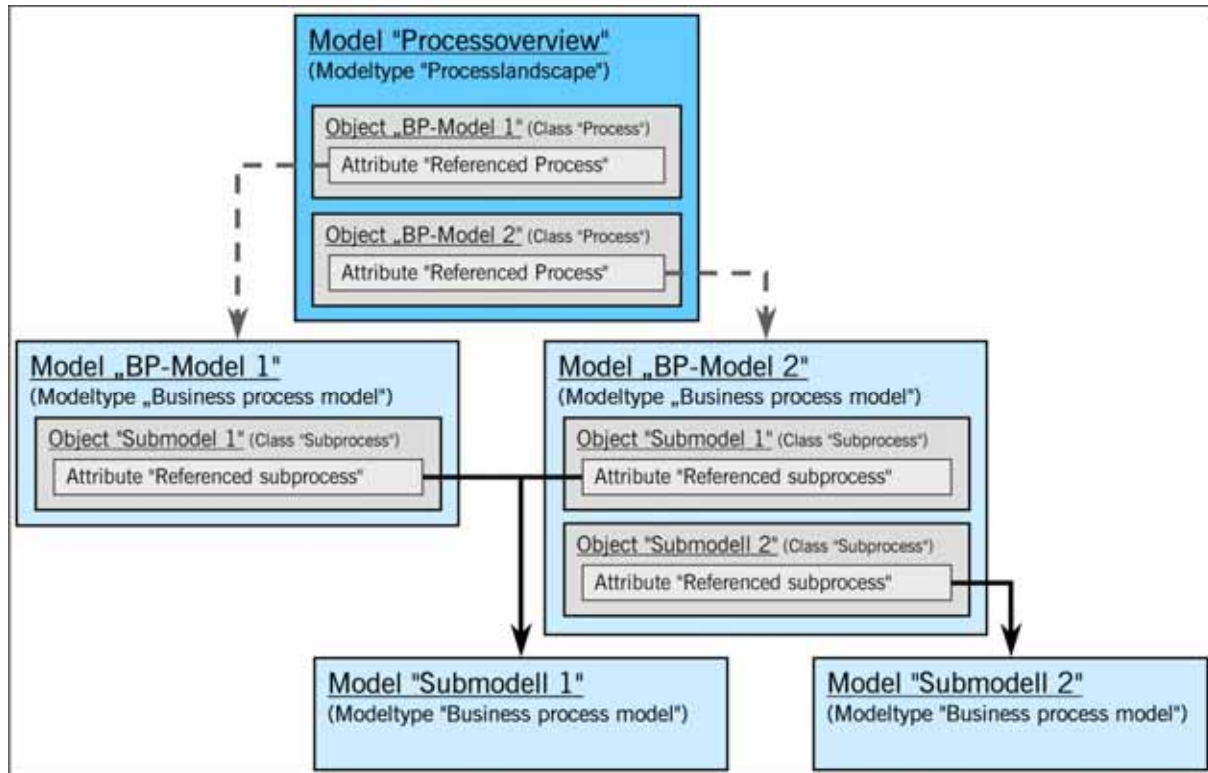 Model "Processoverview"
(Modeltype "Processlandscape")
Object „BP-Model 1" (Class "Process")
Attribute "Referenced Process"
Object „BP-Model 2" (Class "Process")
Attribute "Referenced Process"
Model „BP-Model 1"
(Modeltype „Business process model")
Object "Submodel 1" (Class "Subprocess")
Attribute "Referenced subprocess"
Model „BP-Model 2"
(Modeltype „Business process model")
Object "Submodel 1" (Class "Subprocess")
Attribute "Referenced subprocess"
Object "Submodell 2" (Class "Subprocess")
Attribute "Referenced subprocess"
Model "Submodell 1"
(Modeltype "Business process model")
Model "Submodell 2"
(Modeltype "Business process model")